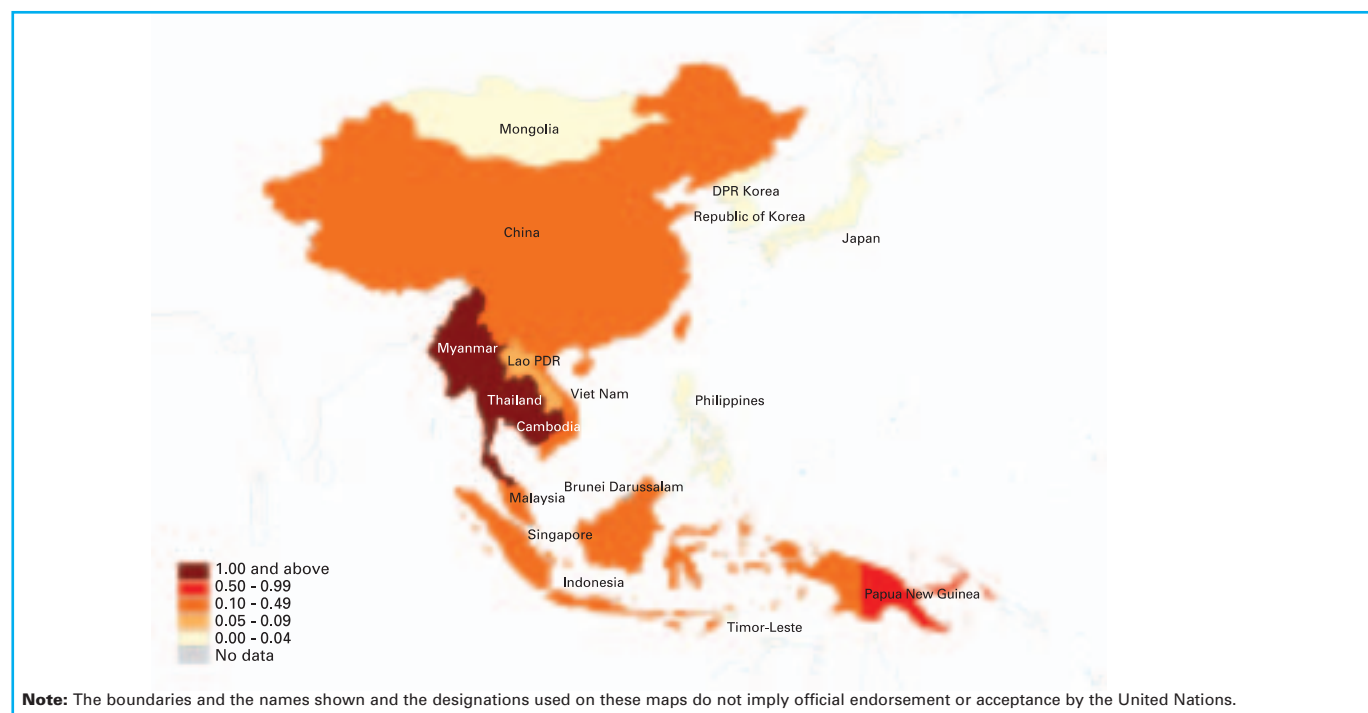 Mongolia
DPR Korea
Republic of Korea
China
Japan
Myanmar
Lao PDR
Viet Nam
Thailand
Philippines
Cambodia
Brunei Darussalam
Malaysia
Singapore
Indonesia
Papua New Guinea
Timor-Leste
1.00 and above
0.50 - 0.99
0.10 - 0.49
0.05 - 0.09
0.00 - 0.04
No data
Note: The boundaries and the names shown and the designations used on these maps do not imply official endorsement or acceptance by the United Nations.